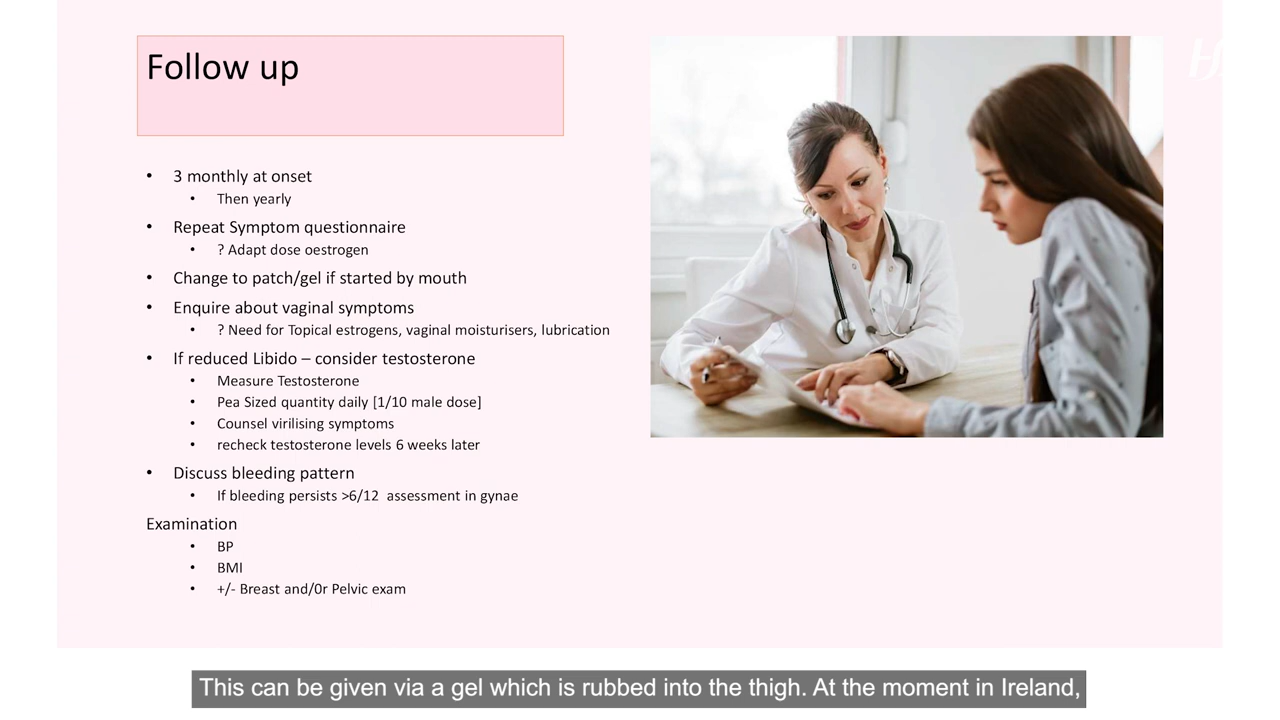 Follow up
• 3 monthly at onset
• Then yearly
• Repeat Symptom questionnaire
• ? Adapt dose oestrogen
• Change to patch/gel if started by mouth
• Enquire about vaginal symptoms
• ? Need for Topical estrogens, vaginal moisturisers, lubrication
• If reduced Libido – consider testosterone
• Measure Testosterone
• Pea Sized quantity daily [1/10 male dose]
• Counsel virilising symptoms
• recheck testosterone levels 6 weeks later
• Discuss bleeding pattern
• If bleeding persists >6/12 assessment in gynae
Examination
• BP
• BMI
• +/- Breast and/0r Pelvic exam
This can be given via a gel which is rubbed into the thigh. At the moment in Ireland,